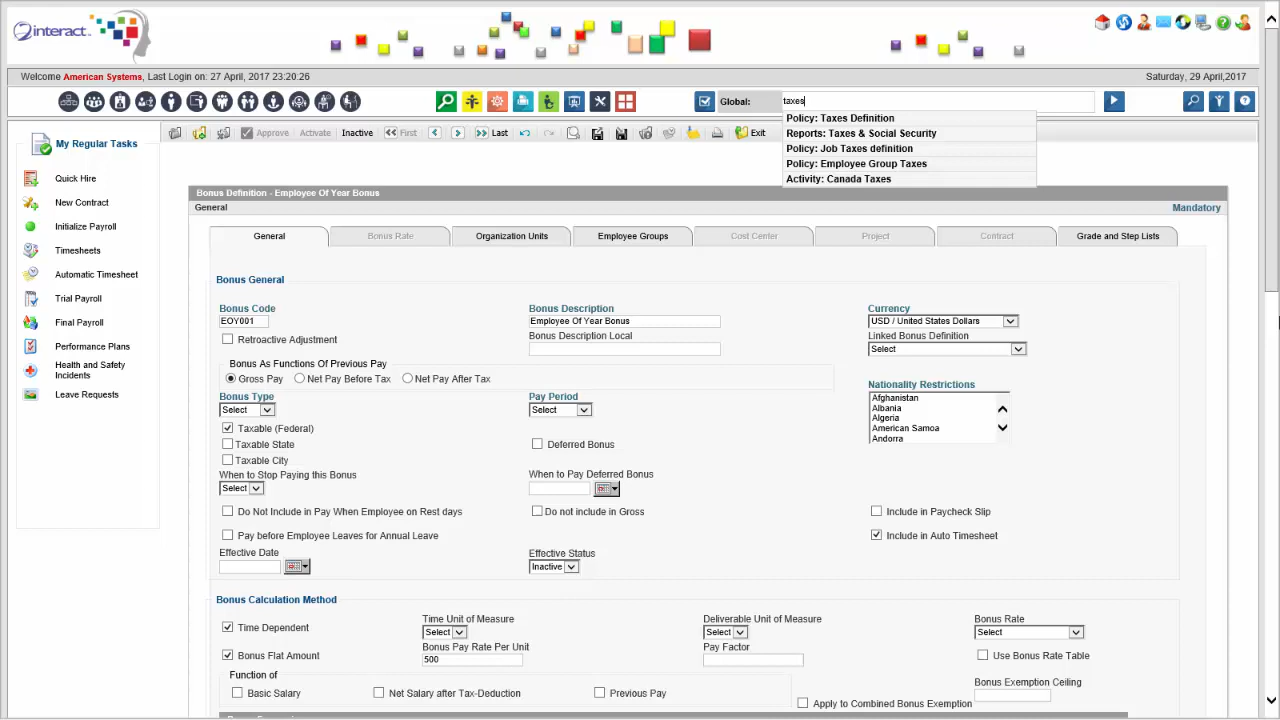 interact
Welcome American Systems, Last Login on: 27 April, 2017 23:20:26
Saturday, 29 April,2017
Global:
taxes
Policy: Taxes Definition
Reports: Taxes & Social Security
Policy: Job Taxes definition
Policy: Employee Group Taxes
Activity: Canada Taxes
Approve
Activate
Inactive
First
Last
Exit
My Regular Tasks
Quick Hire
New Contract
Initialize Payroll
Timesheets
Automatic Timesheet
Trial Payroll
Final Payroll
Performance Plans
Health and Safety
Incidents
Leave Requests
Bonus Definition - Employee Of Year Bonus
General
Mandatory
General
Bonus Rate
Organization Units
Employee Groups
Cost Center
Project
Contract
Grade and Step Lists
Bonus General
Bonus Code
EOY001
Bonus Description
Employee Of Year Bonus
Currency
USD / United States Dollars
Retroactive Adjustment
Bonus Description Local
Linked Bonus Definition
Select
Bonus As Functions Of Previous Pay
Gross Pay
Net Pay Before Tax
Net Pay After Tax
Nationality Restrictions
Afghanistan
Albania
Algeria
American Samoa
Andorra
Bonus Type
Select
Pay Period
Select
Taxable (Federal)
Taxable State
Deferred Bonus
Taxable City
When to Stop Paying this Bonus
Select
When to Pay Deferred Bonus
Do Not Include in Pay When Employee on Rest days
Do not include in Gross
Include in Paycheck Slip
Pay before Employee Leaves for Annual Leave
Include in Auto Timesheet
Effective Date
Effective Status
Inactive
Bonus Calculation Method
Time Dependent
Time Unit of Measure
Select
Deliverable Unit of Measure
Select
Bonus Rate
Select
Bonus Flat Amount
Bonus Pay Rate Per Unit
500
Pay Factor
Use Bonus Rate Table
Function of
Basic Salary
Net Salary after Tax-Deduction
Previous Pay
Bonus Exemption Ceiling
Apply to Combined Bonus Exemption